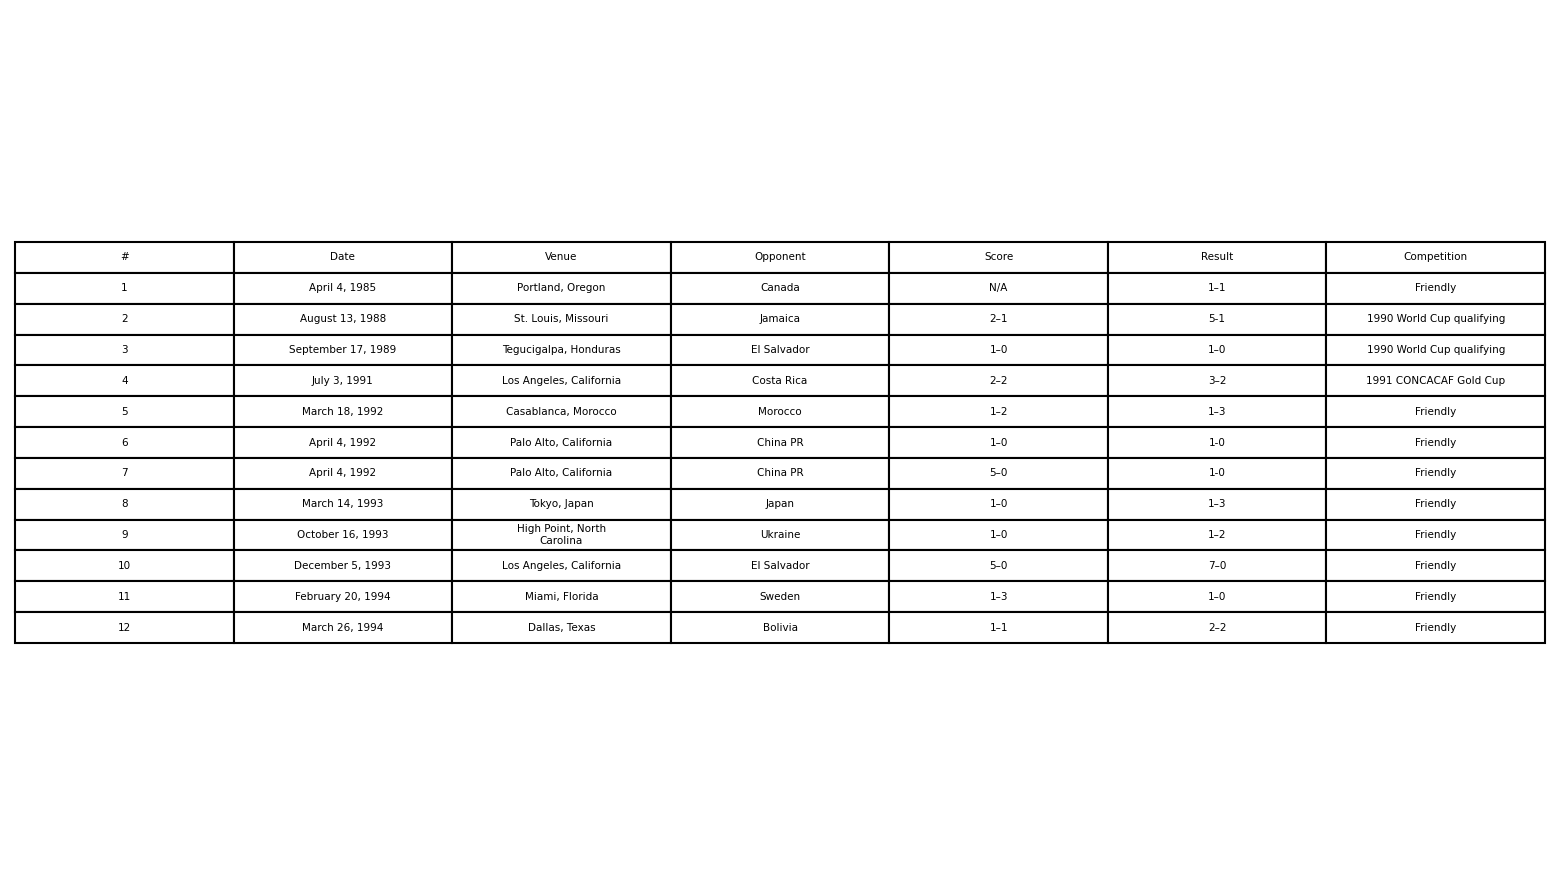 # Date Venue Opponent Score Result Competition
1 April 4, 1985 Portland, Oregon Canada N/A 1–1 Friendly
2 August 13, 1988 St. Louis, Missouri Jamaica 2–1 5-1 1990 World Cup qualifying
3 September 17, 1989 Tegucigalpa, Honduras El Salvador 1–0 1–0 1990 World Cup qualifying
4 July 3, 1991 Los Angeles, California Costa Rica 2–2 3–2 1991 CONCACAF Gold Cup
5 March 18, 1992 Casablanca, Morocco Morocco 1–2 1–3 Friendly
6 April 4, 1992 Palo Alto, California China PR 1–0 1-0 Friendly
7 April 4, 1992 Palo Alto, California China PR 5–0 1-0 Friendly
8 March 14, 1993 Tokyo, Japan Japan 1–0 1–3 Friendly
9 October 16, 1993 High Point, North
Carolina Ukraine 1–0 1–2 Friendly
10 December 5, 1993 Los Angeles, California El Salvador 5–0 7–0 Friendly
11 February 20, 1994 Miami, Florida Sweden 1–3 1–0 Friendly
12 March 26, 1994 Dallas, Texas Bolivia 1–1 2–2 Friendly